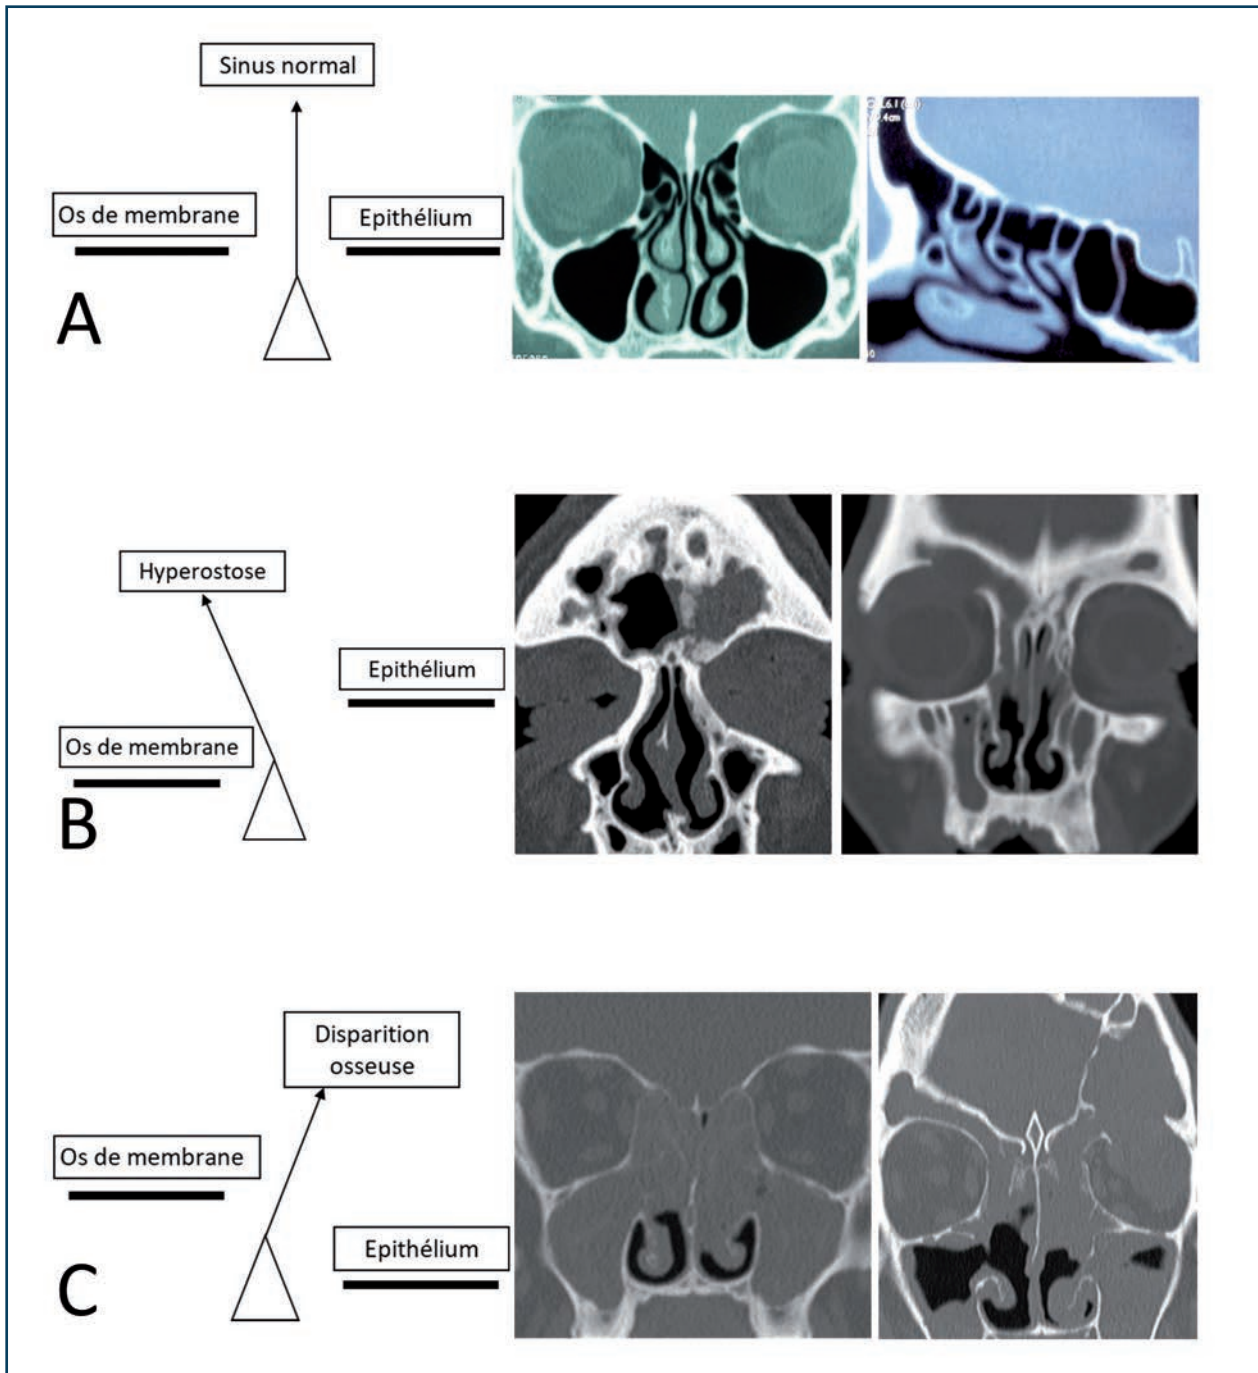 Sinus normal
Os de membrane
Epithélium
A
Hyperostose
Epithélium
Os de membrane
B
Disparition
osseuse
Os de membrane
Epithélium
C